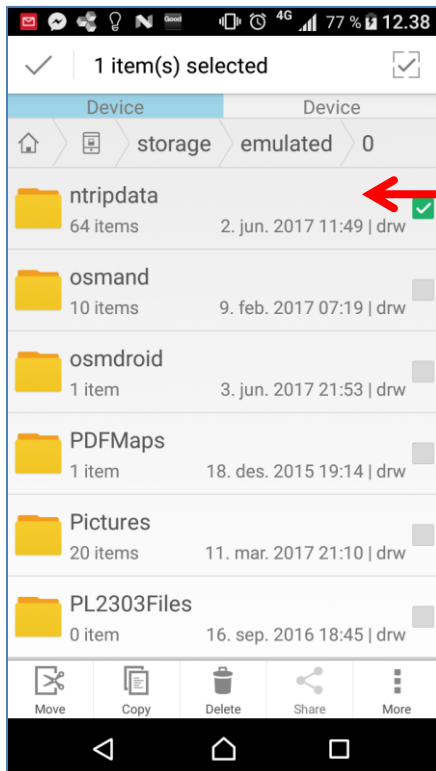 Good 4G 77 % 12.38
1 item(s) selected
Device Device
storage emulated 0
ntripdata
64 items 2. jun. 2017 11:49 | drw
osmand
10 items 9. feb. 2017 07:19 | drw
osmdroid
1 item 3. jun. 2017 21:53 | drw
PDFMaps
1 item 18. des. 2015 19:14 | drw
Pictures
20 items 11. mar. 2017 21:10 | drw
PL2303Files
0 item 16. sep. 2016 18:45 | drw
Move Copy Delete Share More